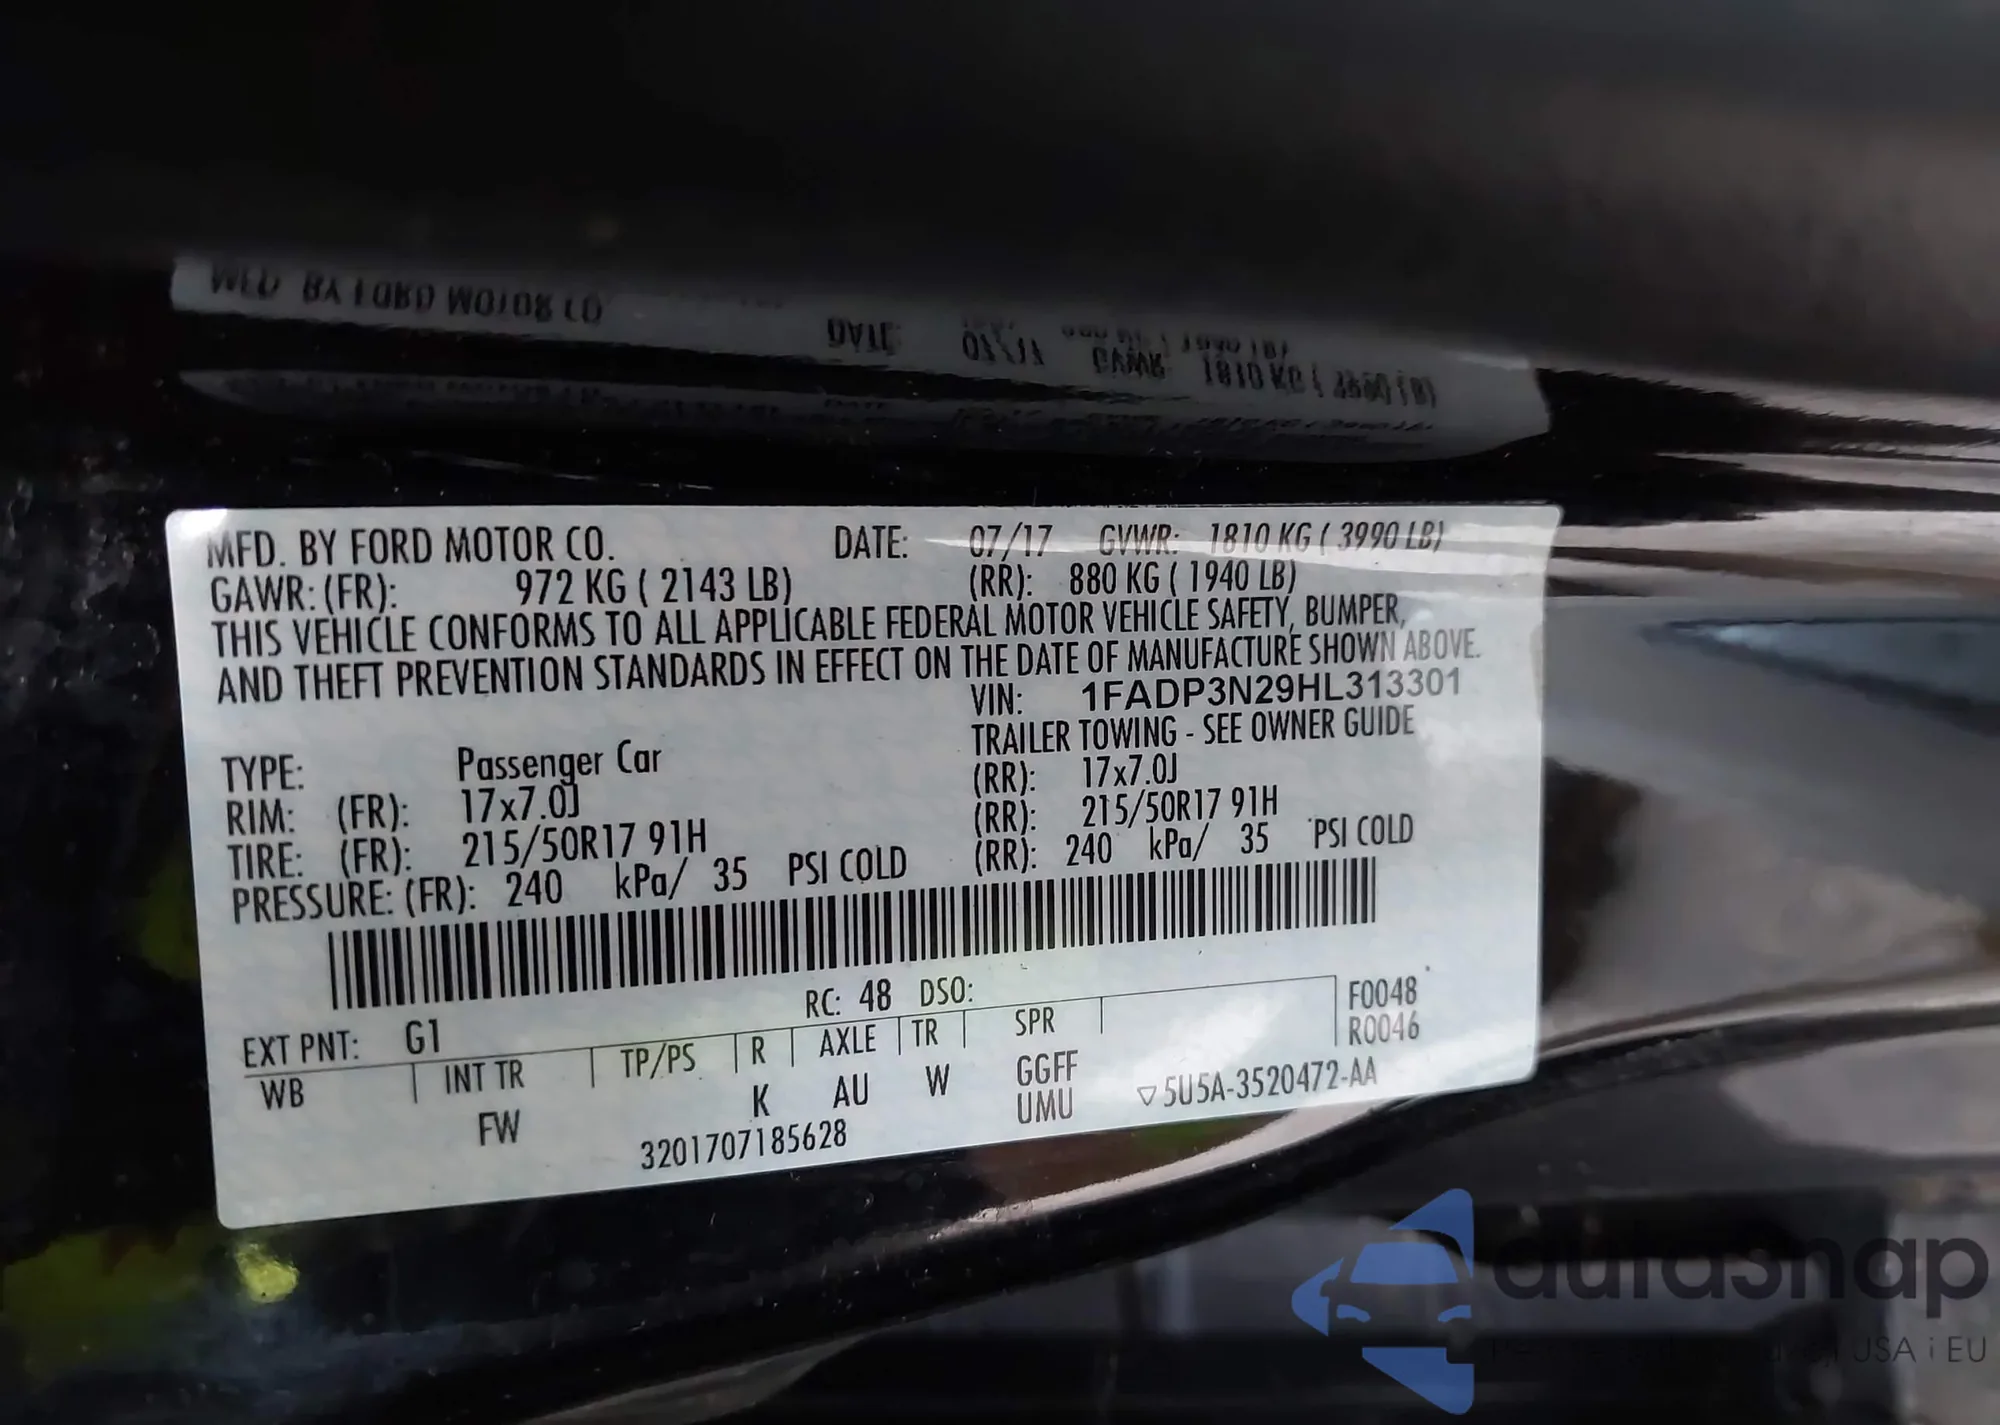 MFD. BY FORD MOTOR CO. DATE: 07/17 GVWR: 1810 KG ( 3990 LB)
GAWR: (FR): 972 KG ( 2143 LB) (RR): 880 KG ( 1940 LB)
THIS VEHICLE CONFORMS TO ALL APPLICABLE FEDERAL MOTOR VEHICLE SAFETY, BUMPER,
AND THEFT PREVENTION STANDARDS IN EFFECT ON THE DATE OF MANUFACTURE SHOWN ABOVE.
VIN: 1FADP3N29HL313301
TRAILER TOWING - SEE OWNER GUIDE
TYPE: Passenger Car
RIM: (FR): 17x7.0J (RR): 17x7.0J
TIRE: (FR): 215/50R17 91H (RR): 215/50R17 91H
PRESSURE: (FR): 240 kPa/ 35 PSI COLD (RR): 240 kPa/ 35 PSI COLD
RC: 48 DSO:
EXT PNT: G1 F0048
WB INT TR TP/PS R AXLE TR SPR R0046
FW K AU W GGFF
UMU ▽5U5A-3520472-AA
3201707185628
auraSnap
USA i EU